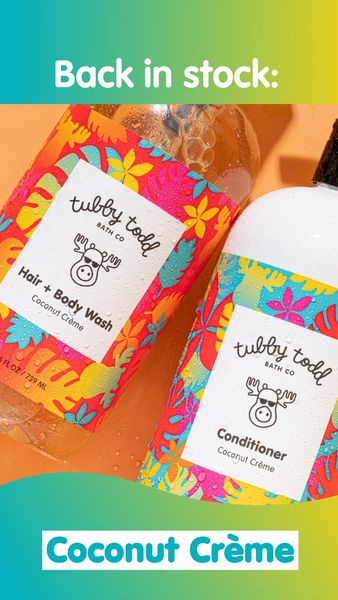 Back in stock:
tubby todd
BATH CO
Hair + Body Wash
Coconut Crème
FL OZ / 739 ML
tubby todd
BATH CO
Conditioner
Coconut Crème
Coconut Crème